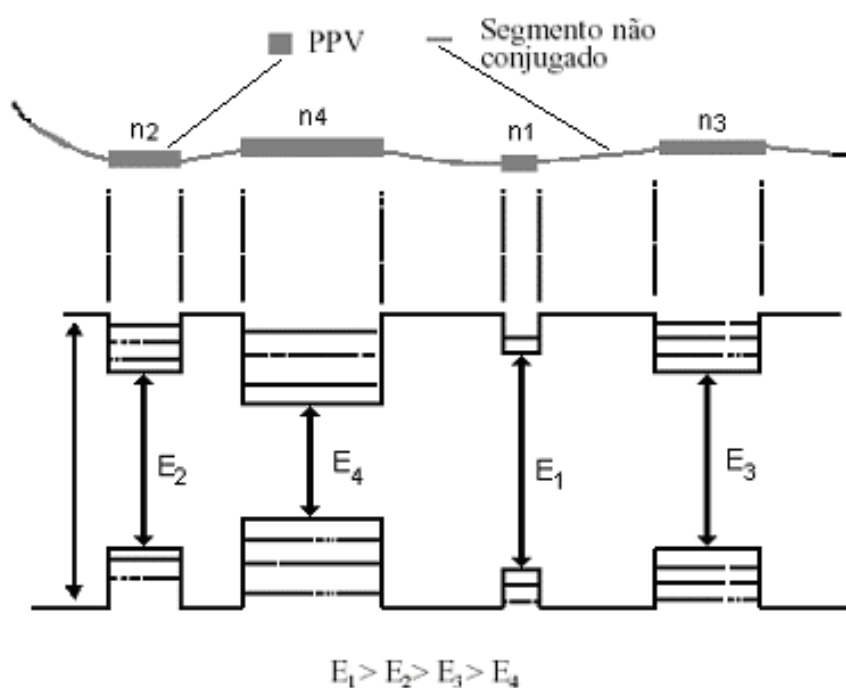 PPV
Segmento não
conjugado
n2
n4
n1
n3
E2
E4
E1
E3
E1 > E2 > E3 > E4